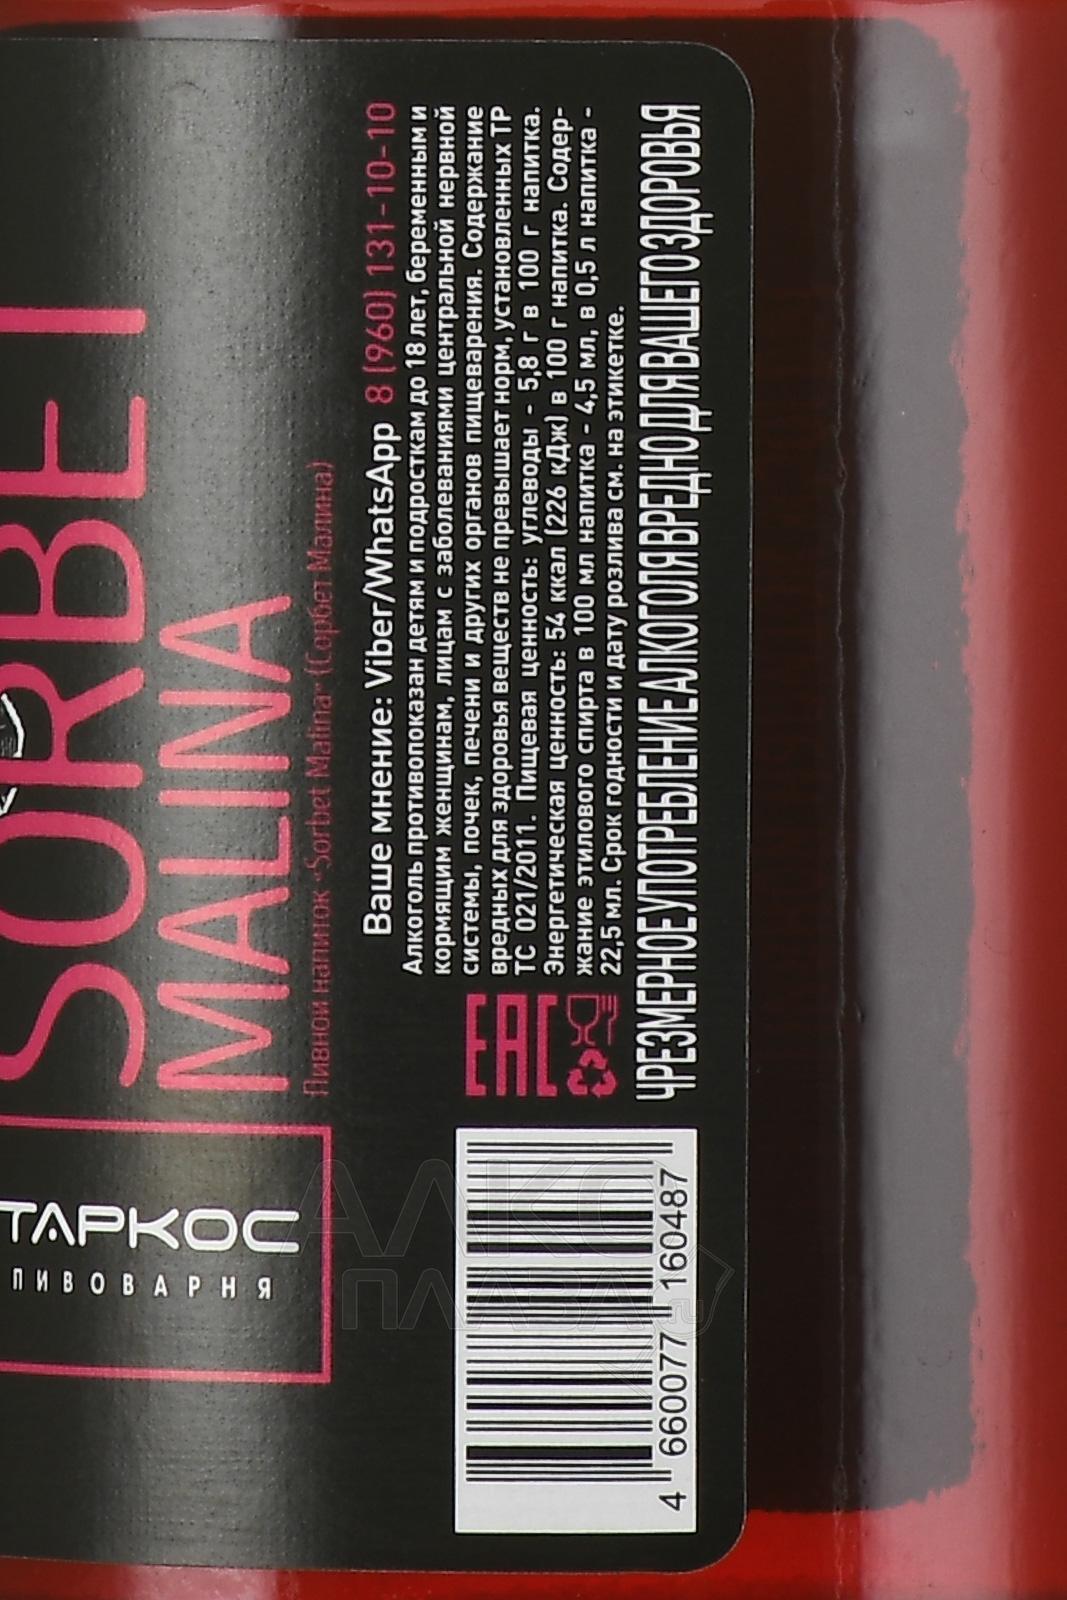 SORBET
MALINA
Пивной напиток "Sorbet Malina" (Сорбет Малина)
ТАРКОС
ПИВОВАРНЯ
Ваше мнение: Viber/WhatsApp 8 (960) 131-10-10
Алкоголь противопоказан детям и подросткам до 18 лет, беременным и
кормящим женщинам, лицам с заболеваниями центральной нервной
системы, почек, печени и других органов пищеварения. Содержание
вредных для здоровья веществ не превышает норм, установленных ТР
ТС 021/2011. Пищевая ценность: углеводы - 5,8 г в 100 г напитка.
Энергетическая ценность: 54 ккал (226 кДж) в 100 г напитка. Содер-
жание этилового спирта в 100 мл напитка - 4,5 мл, в 0,5 л напитка -
22,5 мл. Срок годности и дату розлива см. на этикетке.
EAC
ЧРЕЗМЕРНОЕ УПОТРЕБЛЕНИЕ АЛКОГОЛЯ ВРЕДНО ДЛЯ ВАШЕГО ЗДОРОВЬЯ
4 660077 160487
АЛКО
ПЛАЗА
.ru